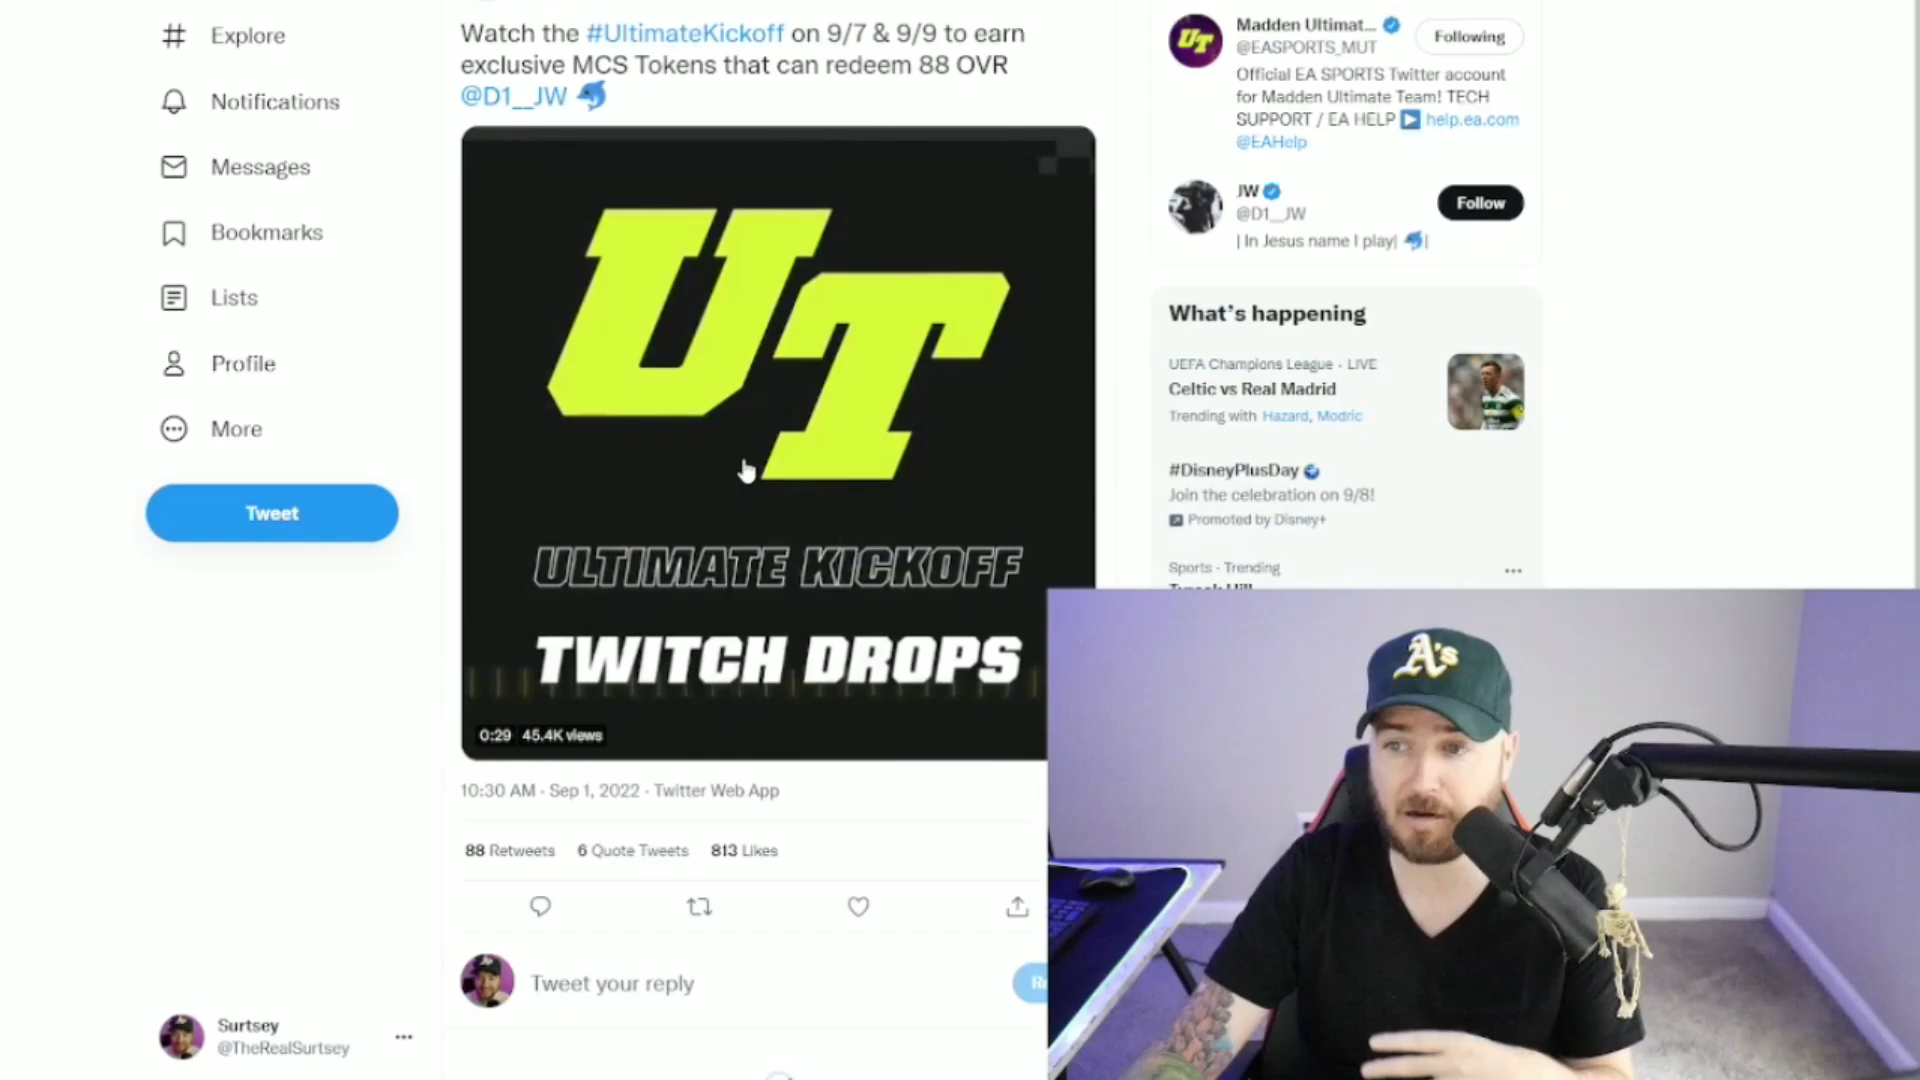 Explore
Notifications
Messages
Bookmarks
Lists
Profile
More
Tweet
Surtsey
@TheRealSurtsey
Watch the #UltimateKickoff on 9/7 & 9/9 to earn
exclusive MCS Tokens that can redeem 88 OVR
@D1__JW
UT
ULTIMATE KICKOFF
TWITCH DROPS
0:29 45.4K views
10:30 AM · Sep 1, 2022 · Twitter Web App
88 Retweets 6 Quote Tweets 813 Likes
Tweet your reply
UT
Madden Ultimat...
@EASPORTS_MUT
Following
Official EA SPORTS Twitter account
for Madden Ultimate Team! TECH
SUPPORT / EA HELP help.ea.com
@EAHelp
JW
@D1__JW
Follow
| In Jesus name I play| |
What's happening
UEFA Champions League · LIVE
Celtic vs Real Madrid
Trending with Hazard, Modric
#DisneyPlusDay
Join the celebration on 9/8!
Promoted by Disney+
Sports · Trending
A's